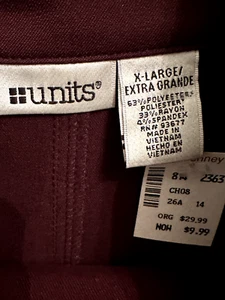 units®
X-LARGE/
EXTRA GRANDE
63% POLYESTER/
POLIESTER
33% RAYON
4% SPANDEX
RN# 93677
MADE IN
VIETNAM
HECHO EN
VIETNAM
2363
CH08
26A 14
ORG $29.99
NOW $9.99